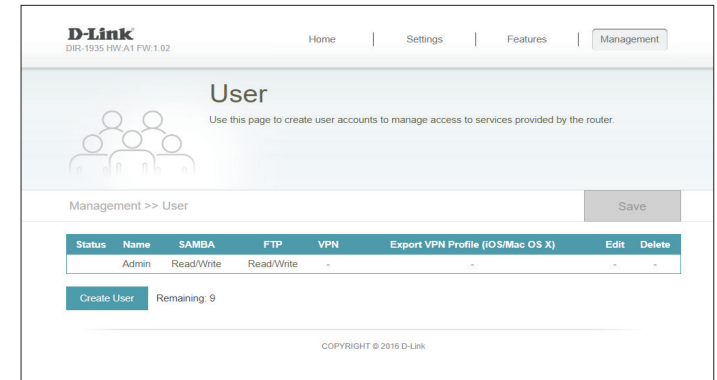 D-Link
DIR-1935 HW:A1 FW:1.02
Home | Settings | Features | Management
User
Use this page to create user accounts to manage access to services provided by the router.
Management >> User
Save
Status Name SAMBA FTP VPN Export VPN Profile (iOS/Mac OS X) Edit Delete
Admin Read/Write Read/Write - - - -
Create User Remaining: 9
COPYRIGHT © 2016 D-Link